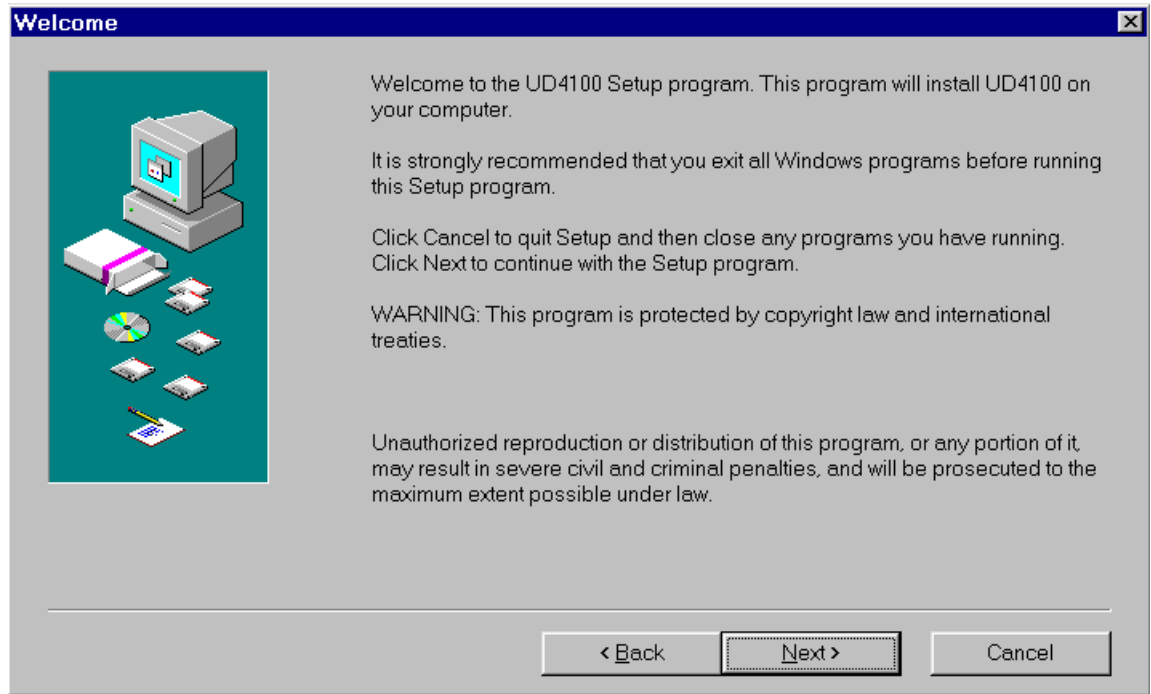 Welcome
Welcome to the UD4100 Setup program. This program will install UD4100 on
your computer.
It is strongly recommended that you exit all Windows programs before running
this Setup program.
Click Cancel to quit Setup and then close any programs you have running.
Click Next to continue with the Setup program.
WARNING: This program is protected by copyright law and international
treaties.
Unauthorized reproduction or distribution of this program, or any portion of it,
may result in severe civil and criminal penalties, and will be prosecuted to the
maximum extent possible under law.
< Back
Next >
Cancel